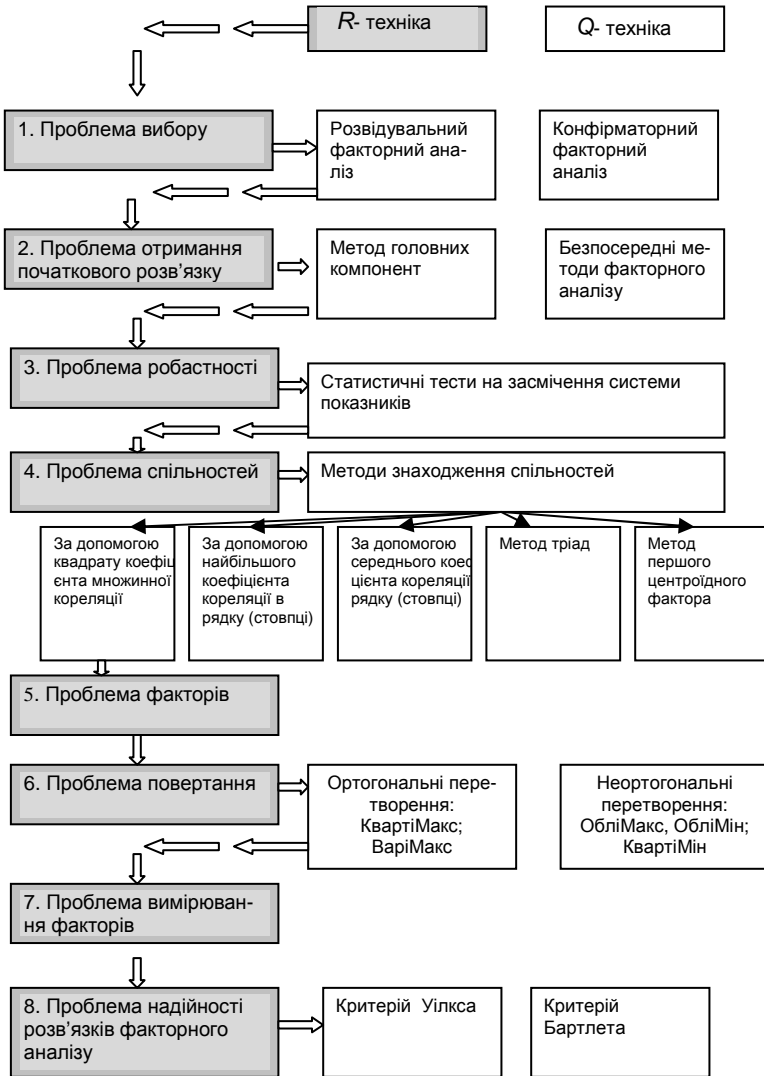 R- техніка
Q- техніка
1. Проблема вибору
Розвідувальний
факторний ана-
ліз
Конфірматорний
факторний
аналіз
2. Проблема отримання
початкового розв'язку
Метод головних
компонент
Безпосередні ме-
тоди факторного
аналізу
3. Проблема робастності
Статистичні тести на засмічення системи
показників
4. Проблема спільностей
Методи знаходження спільностей
За допомогою
квадрату коефіц
єнта множинної
кореляції
За допомогою
найбільшого
коефіцієнта
кореляції в
рядку (стовпці)
За допомогою
середнього коеф
цієнта кореляції
рядку (стовпці)
Метод тріад
Метод
першого
центроїдного
фактора
5. Проблема факторів
6. Проблема повертання
Ортогональні пере-
творення:
КвартіМакс;
ВаріМакс
Неортогональні
перетворення:
ОбліМакс, ОбліМін;
КвартіМін
7. Проблема вимірюван-
ня факторів
8. Проблема надійності
розв'язків факторного
аналізу
Критерій Уілкса
Критерій
Бартлета